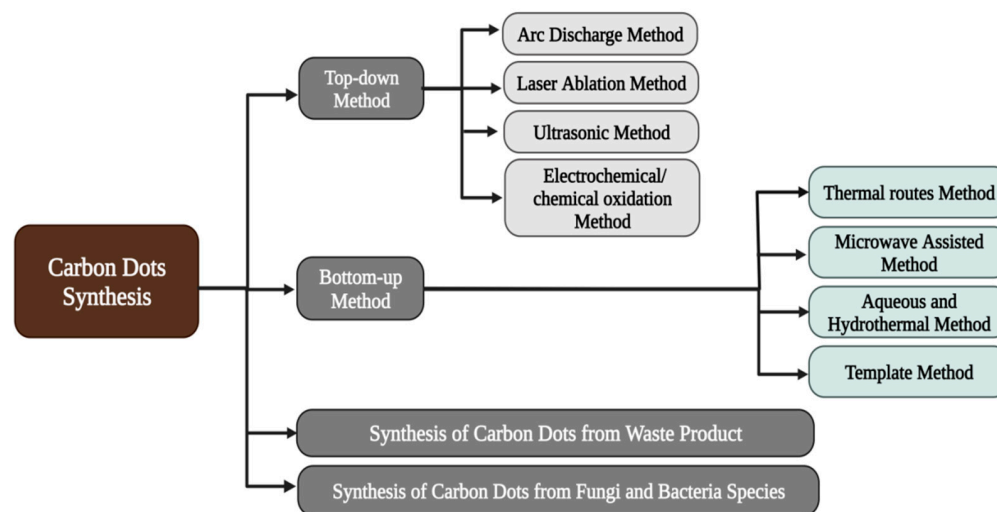 Carbon Dots
Synthesis
Top-down
Method
Arc Discharge Method
Laser Ablation Method
Ultrasonic Method
Electrochemical/
chemical oxidation
Method
Bottom-up
Method
Thermal routes Method
Microwave Assisted
Method
Aqueous and
Hydrothermal Method
Template Method
Synthesis of Carbon Dots from Waste Product
Synthesis of Carbon Dots from Fungi and Bacteria Species